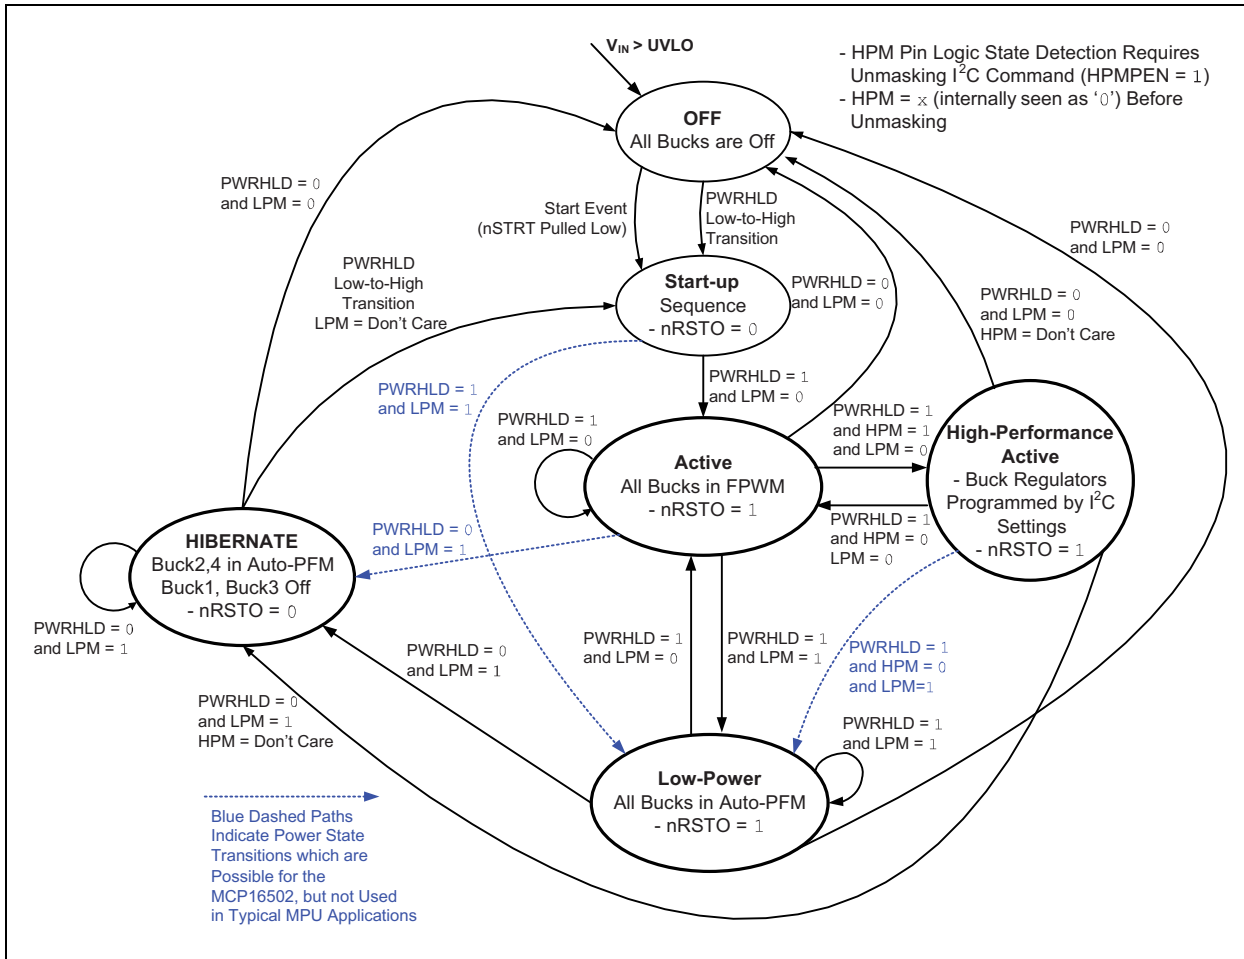 V_IN > UVLO
- HPM Pin Logic State Detection Requires
Unmasking I²C Command (HPMPEN = 1)
- HPM = x (internally seen as ‘0’) Before
Unmasking
OFF
All Bucks are Off
PWRHLD = 0
and LPM = 0
Start Event
(nSTRT Pulled Low)
PWRHLD
Low-to-High
Transition
PWRHLD = 0
and LPM = 0
PWRHLD
Low-to-High
Transition
LPM = Don’t Care
Start-up
Sequence
- nRSTO = 0
PWRHLD = 0
and LPM = 0
PWRHLD = 0
and LPM = 0
HPM = Don’t Care
PWRHLD = 1
and LPM = 1
PWRHLD = 1
and LPM = 0
PWRHLD = 1
and LPM = 0
PWRHLD = 1
and HPM = 1
and LPM = 0
High-Performance
Active
- Buck Regulators
Programmed by I²C
Settings
- nRSTO = 1
Active
All Bucks in FPWM
- nRSTO = 1
PWRHLD = 0
and LPM = 1
PWRHLD = 1
and HPM = 0
LPM = 0
HIBERNATE
Buck2,4 in Auto-PFM
Buck1, Buck3 Off
- nRSTO = 0
PWRHLD = 0
and LPM = 1
PWRHLD = 0
and LPM = 1
PWRHLD = 1
and LPM = 0
PWRHLD = 1
and LPM = 1
PWRHLD = 1
and HPM = 0
and LPM=1
PWRHLD = 0
and LPM = 1
HPM = Don’t Care
PWRHLD = 1
and LPM = 1
Low-Power
All Bucks in Auto-PFM
- nRSTO = 1
Blue Dashed Paths
Indicate Power State
Transitions which are
Possible for the
MCP16502, but not Used
in Typical MPU Applications